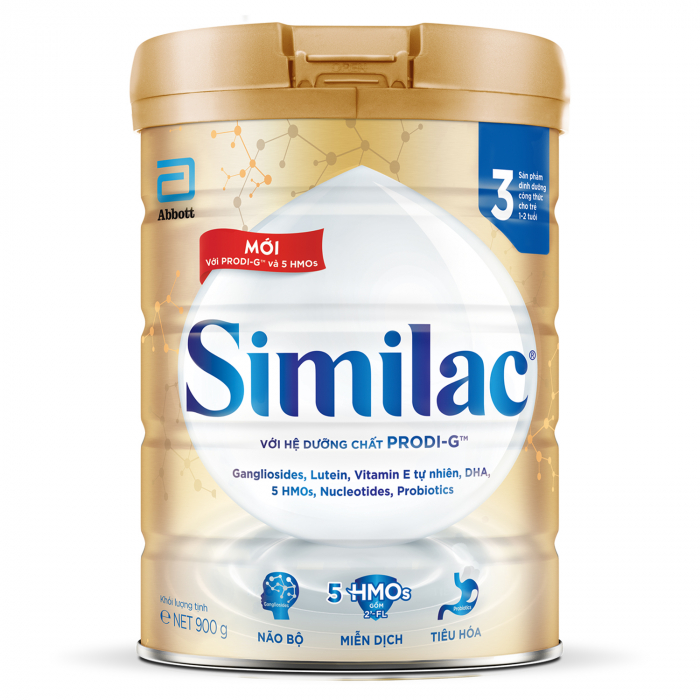 Abbott
3
Sản phẩm
dinh dưỡng
công thức
cho trẻ
1-2 tuổi
MỚI
Với PRODI-G™ và 5 HMOs
Similac®
VỚI HỆ DƯỠNG CHẤT PRODI-G™
Gangliosides, Lutein, Vitamin E tự nhiên, DHA,
5 HMOs, Nucleotides, Probiotics
Gangliosides
NÃO BỘ
5 HMOs
GỒM
2'-FL
MIỄN DỊCH
Probiotics
TIÊU HÓA
Khối lượng tịnh
℮ NET 900 g